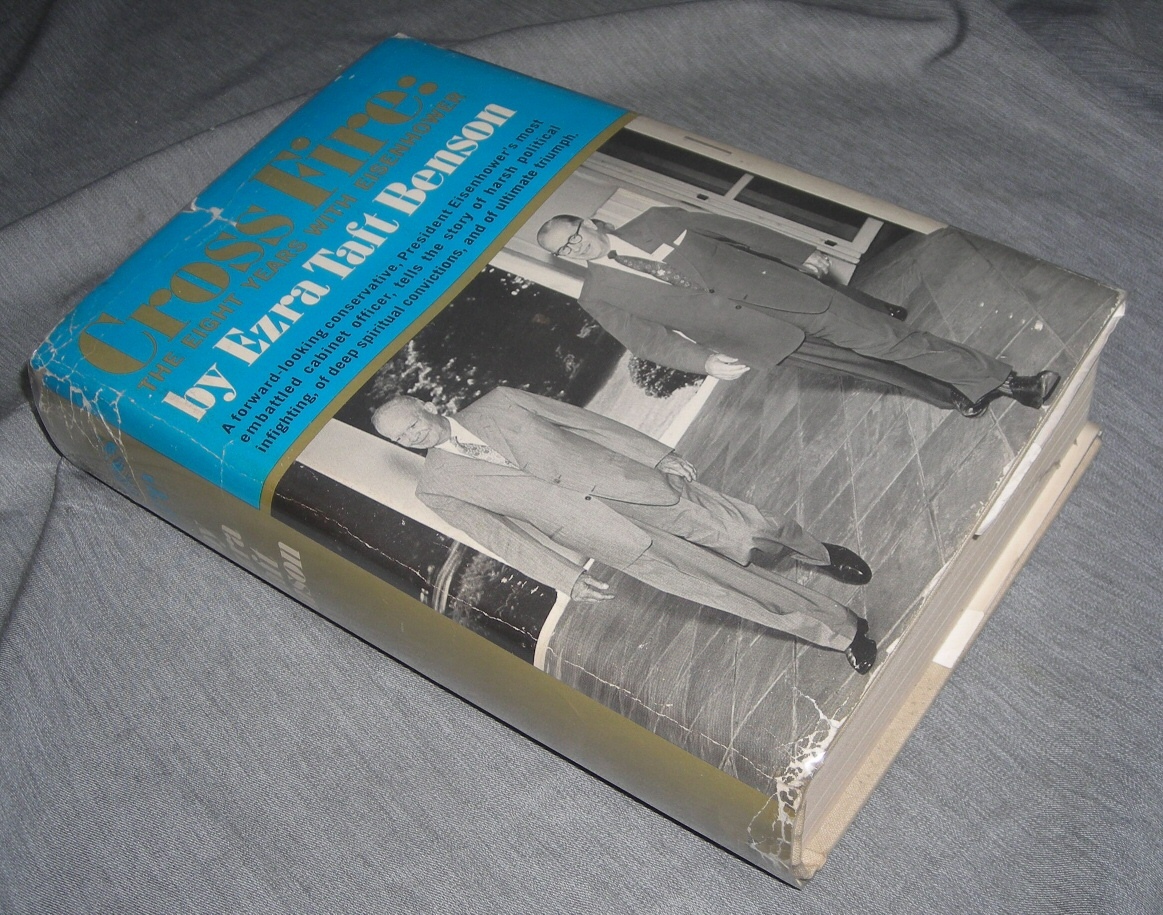 Cross Fire:
THE EIGHT YEARS WITH EISENHOWER
by Ezra Taft Benson
A forward-looking conservative, President Eisenhower's most
embattled cabinet officer, tells the story of harsh political
infighting, of deep spiritual convictions, and of ultimate triumph.